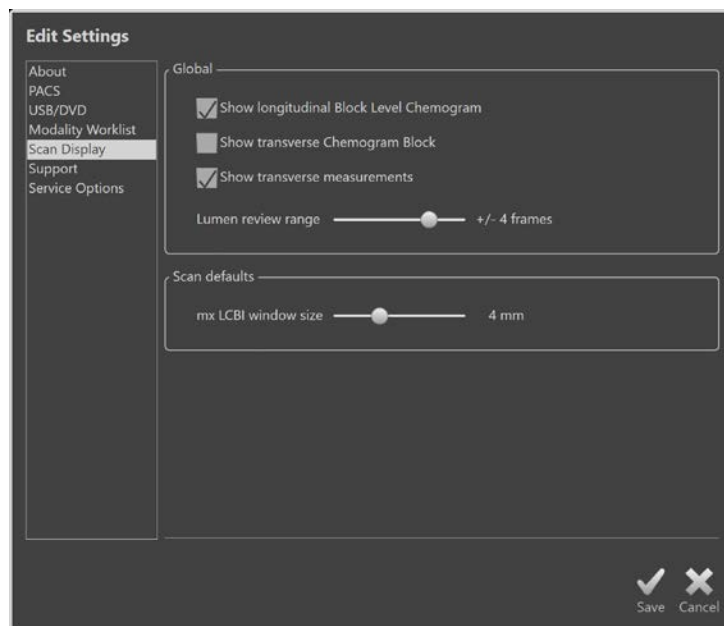 Edit Settings
About
PACS
USB/DVD
Modality Worklist
Scan Display
Support
Service Options
Global
Show longitudinal Block Level Chemogram
Show transverse Chemogram Block
Show transverse measurements
Lumen review range +/- 4 frames
Scan defaults
mx LCBI window size 4 mm
Save Cancel